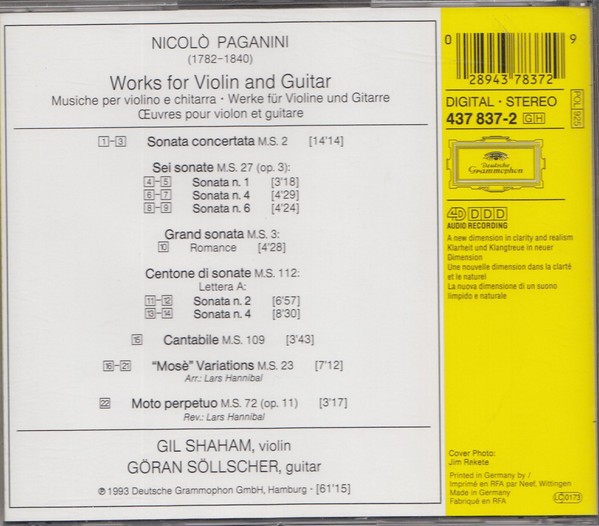 NICOLÒ PAGANINI
(1782-1840)
Works for Violin and Guitar
Musiche per violino e chitarra · Werke für Violine und Gitarre
Œuvres pour violon et guitare
1-3 Sonata concertata M.S. 2 [14'14]
Sei sonate M.S. 27 (op. 3):
4-5 Sonata n. 1 [3'18]
6-7 Sonata n. 4 [4'29]
8-9 Sonata n. 6 [4'24]
Grand sonata M.S. 3:
10 Romance [4'28]
Centone di sonate M.S. 112:
Lettera A:
11-12 Sonata n. 2 [6'57]
13-14 Sonata n. 4 [8'30]
15 Cantabile M.S. 109 [3'43]
16-21 "Mosè" Variations M.S. 23 [7'12]
Arr.: Lars Hannibal
22 Moto perpetuo M.S. 72 (op. 11) [3'17]
Rev.: Lars Hannibal
GIL SHAHAM, violin
GÖRAN SÖLLSCHER, guitar
℗ 1993 Deutsche Grammophon GmbH, Hamburg · [61'15]
0 28943 78372 9
DIGITAL · STEREO
437 837-2 GH
POL 925
Deutsche
Grammophon
4D DDD
AUDIO RECORDING
A new dimension in clarity and realism
Klarheit und Klangtreue in neuer
Dimension
Une nouvelle dimension dans la clarté
et le naturel
La nuova dimensione di un suono
limpido e naturale
Cover Photo:
Jim Rakete
Printed in Germany by /
Imprimé en RFA par Neef, Wittingen
Made in Germany
LC 0173